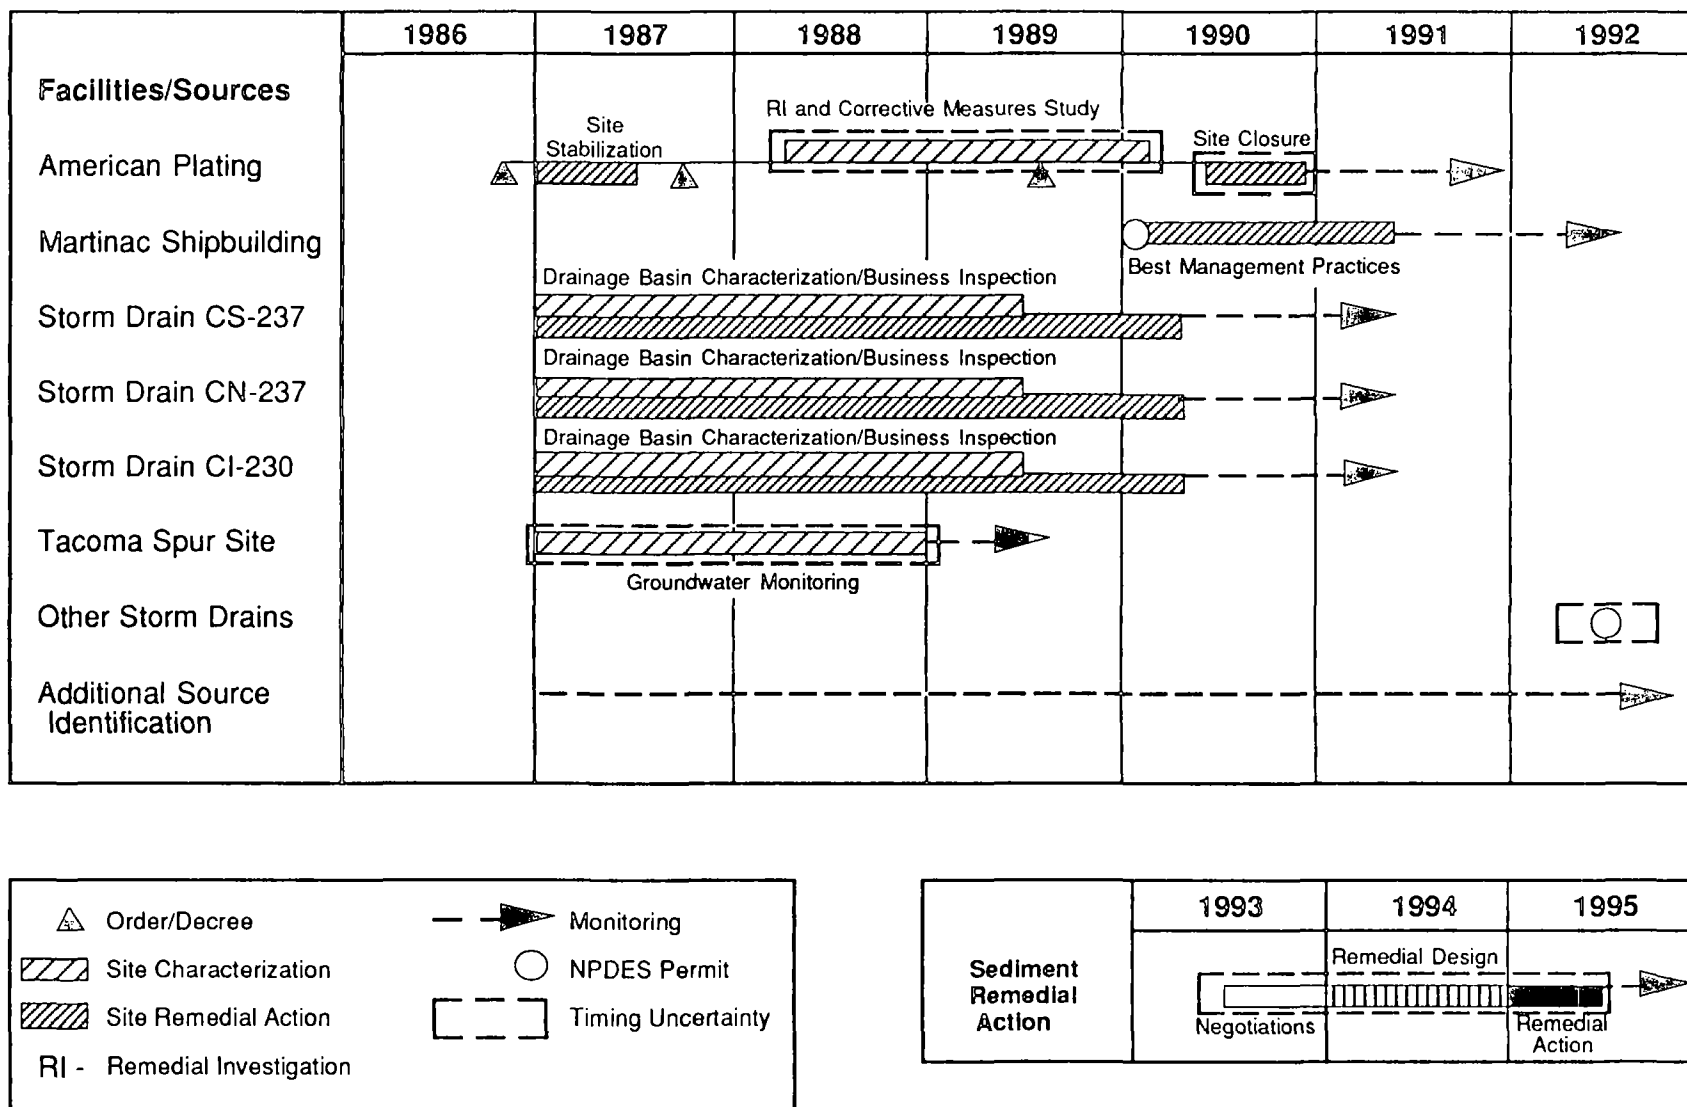 1986 1987 1988 1989 1990 1991 1992
Facilities/Sources
RI and Corrective Measures Study
Site
Stabilization
Site Closure
American Plating
Martinac Shipbuilding
Best Management Practices
Drainage Basin Characterization/Business Inspection
Storm Drain CS-237
Drainage Basin Characterization/Business Inspection
Storm Drain CN-237
Drainage Basin Characterization/Business Inspection
Storm Drain CI-230
Tacoma Spur Site
Groundwater Monitoring
Other Storm Drains
Additional Source
Identification
Order/Decree
Site Characterization
Site Remedial Action
RI - Remedial Investigation
Monitoring
NPDES Permit
Timing Uncertainty
1993 1994 1995
Sediment
Remedial
Action
Remedial Design
Negotiations
Remedial
Action